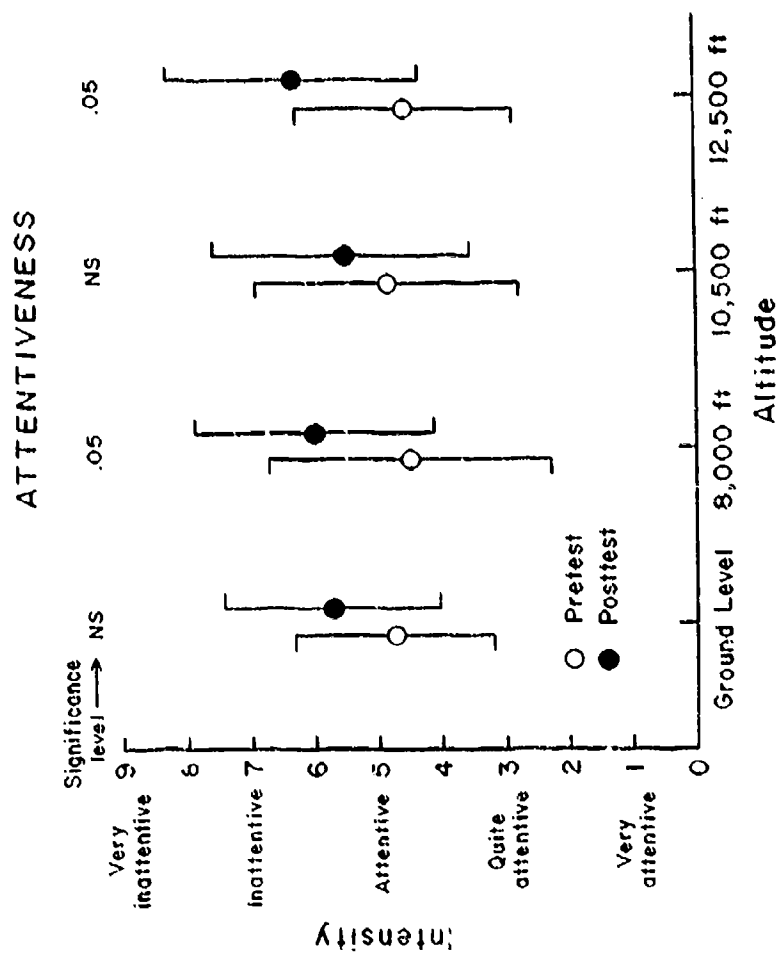 ATTENTIVENESS
Significance
level → NS .05 NS .05
9
Very
inattentive
8
Inattentive 7
6
5
Attentive
4
3
Quite
attentive
2
1
Very
attentive
0
Intensity
○ Pretest
● Posttest
Ground Level 8,000 ft 10,500 ft 12,500 ft
Altitude